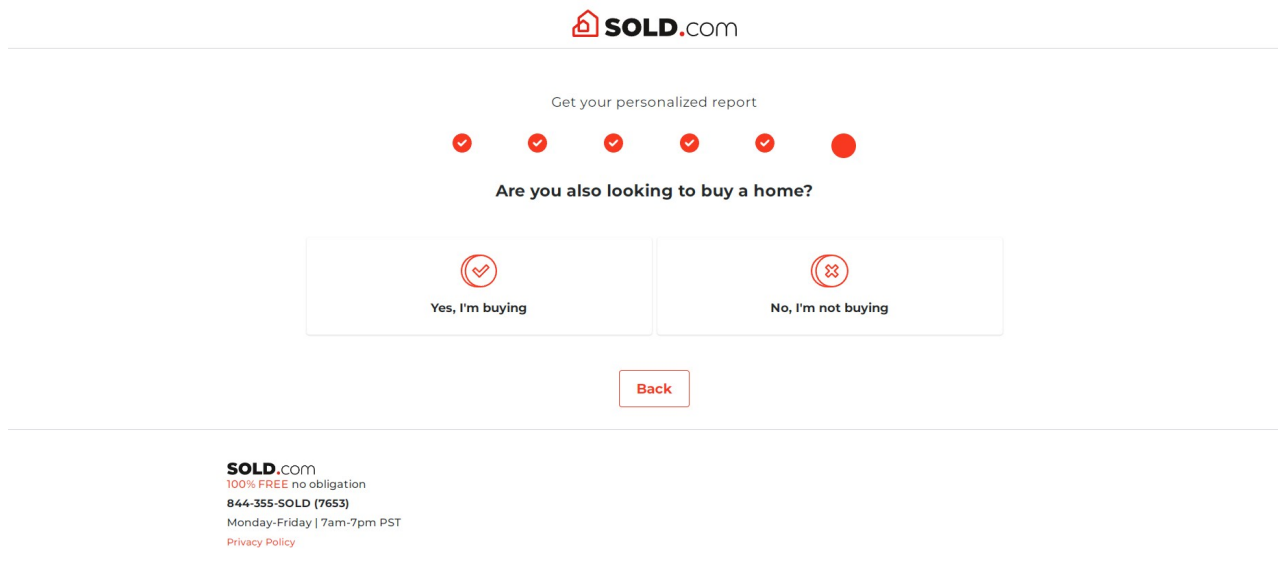 SOLD.com
Get your personalized report
Are you also looking to buy a home?
Yes, I'm buying
No, I'm not buying
Back
SOLD.com
100% FREE no obligation
844-355-SOLD (7653)
Monday-Friday | 7am-7pm PST
Privacy Policy